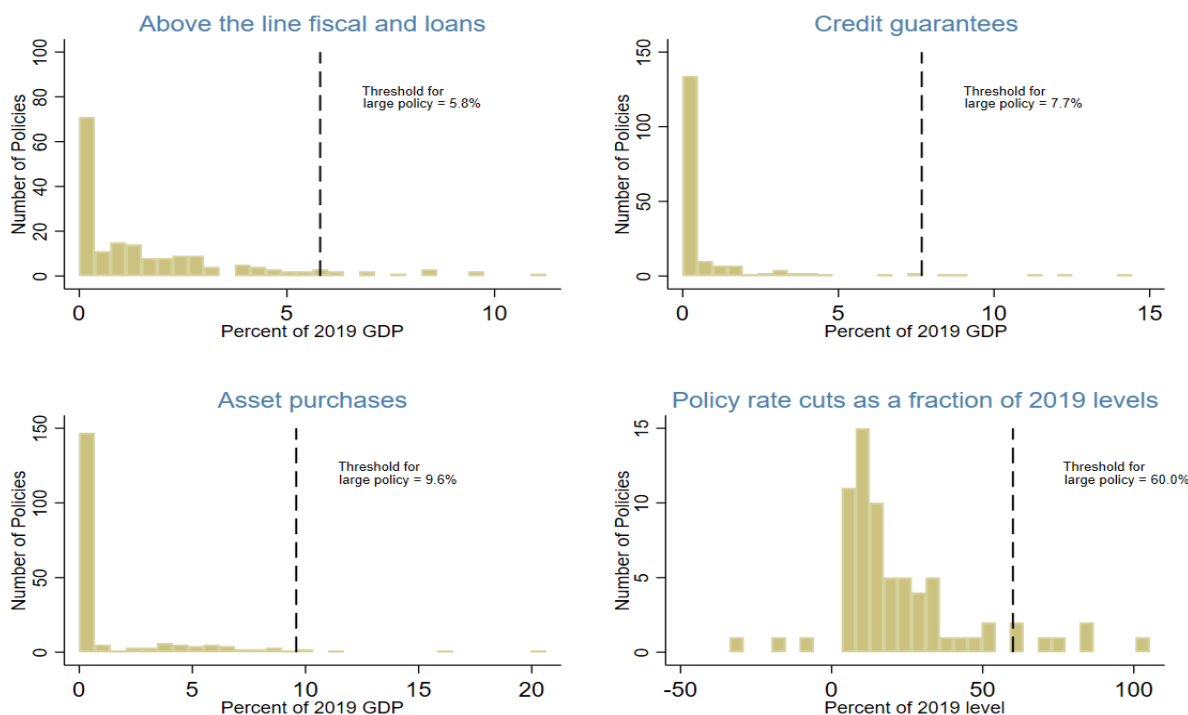 Above the line fiscal and loans
Number of Policies
100
80
60
40
20
0
Threshold for
large policy = 5.8%
0 5 10
Percent of 2019 GDP
Credit guarantees
Number of Policies
150
100
50
0
Threshold for
large policy = 7.7%
0 5 10 15
Percent of 2019 GDP
Asset purchases
Number of Policies
150
100
50
0
Threshold for
large policy = 9.6%
0 5 10 15 20
Percent of 2019 GDP
Policy rate cuts as a fraction of 2019 levels
Number of Policies
15
10
5
0
Threshold for
large policy = 60.0%
-50 0 50 100
Percent of 2019 level